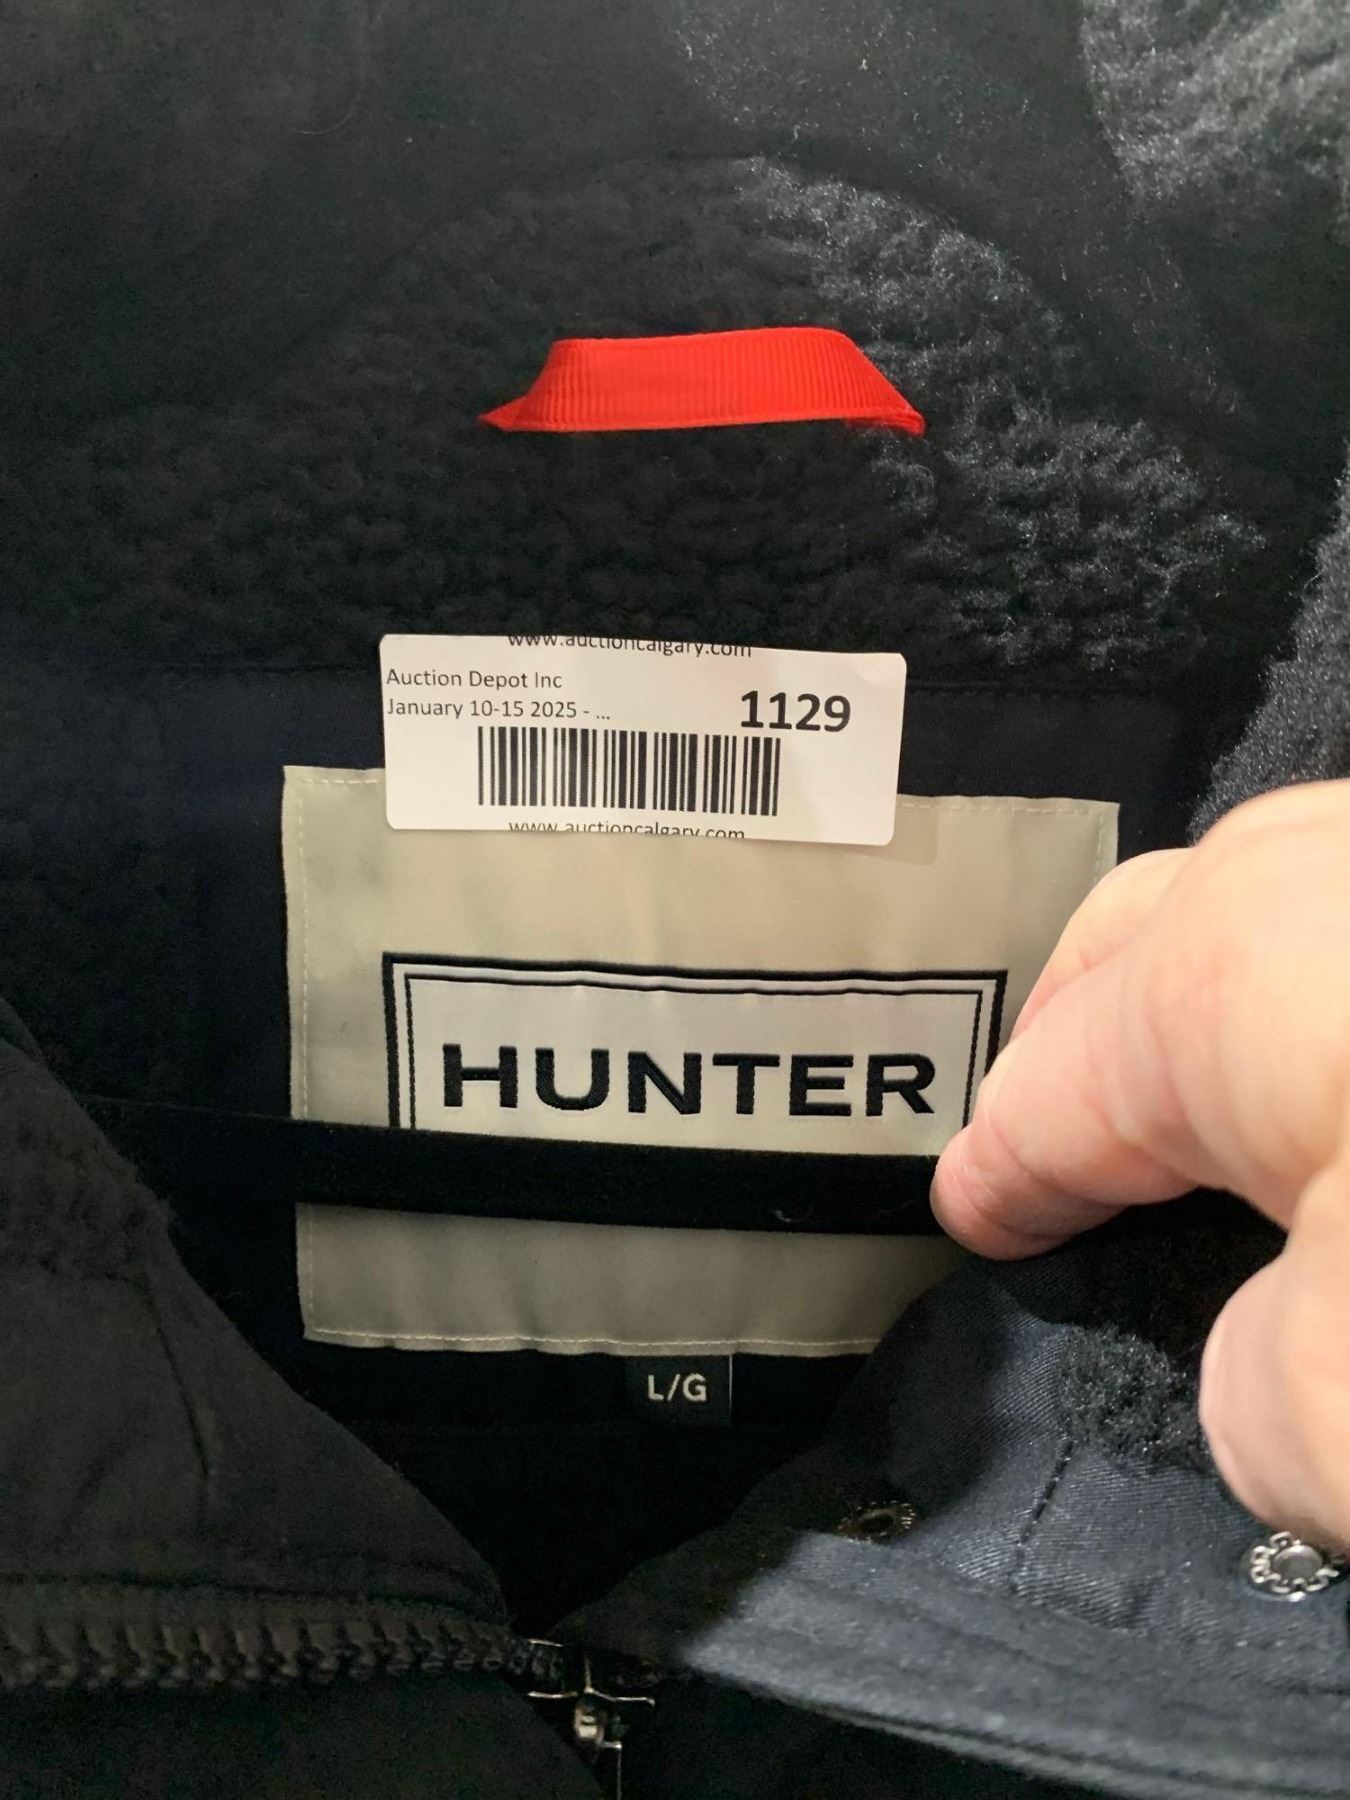 www.auctioncalgary.com
Auction Depot Inc
January 10-15 2025 - ...
1129
www.auctioncalgary.com
HUNTER
L/G